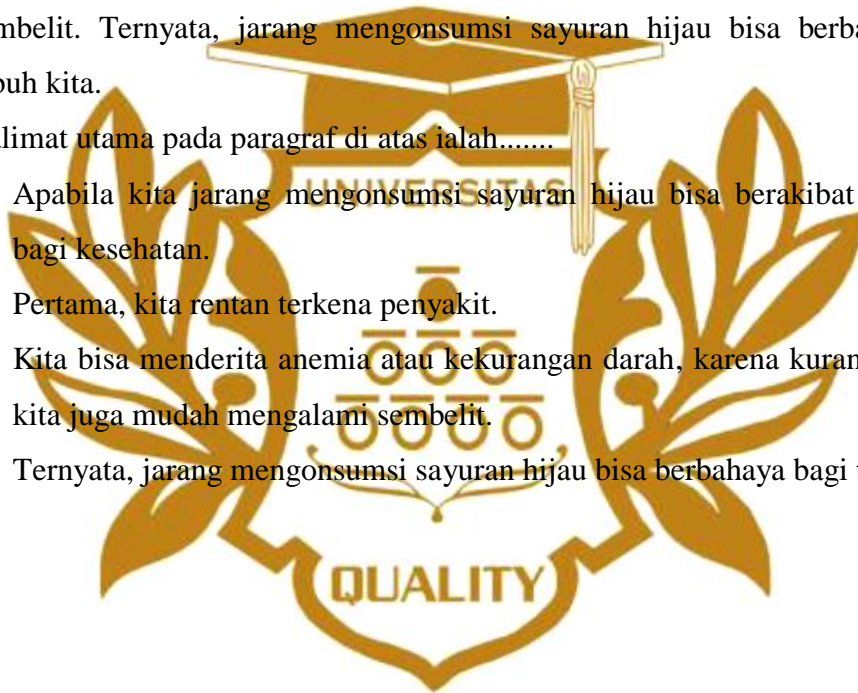 mbelit. Ternyata, jarang mengonsumsi sayuran hijau bisa berba
buh kita.
alimat utama pada paragraf di atas ialah.......
Apabila kita jarang mengonsumsi sayuran hijau bisa berakibat
UNIVERSITAS
bagi kesehatan.
Pertama, kita rentan terkena penyakit.
Kita bisa menderita anemia atau kekurangan darah, karena kuran
kita juga mudah mengalami sembelit.
Ternyata, jarang mengonsumsi sayuran hijau bisa berbahaya bagi t
QUALITY